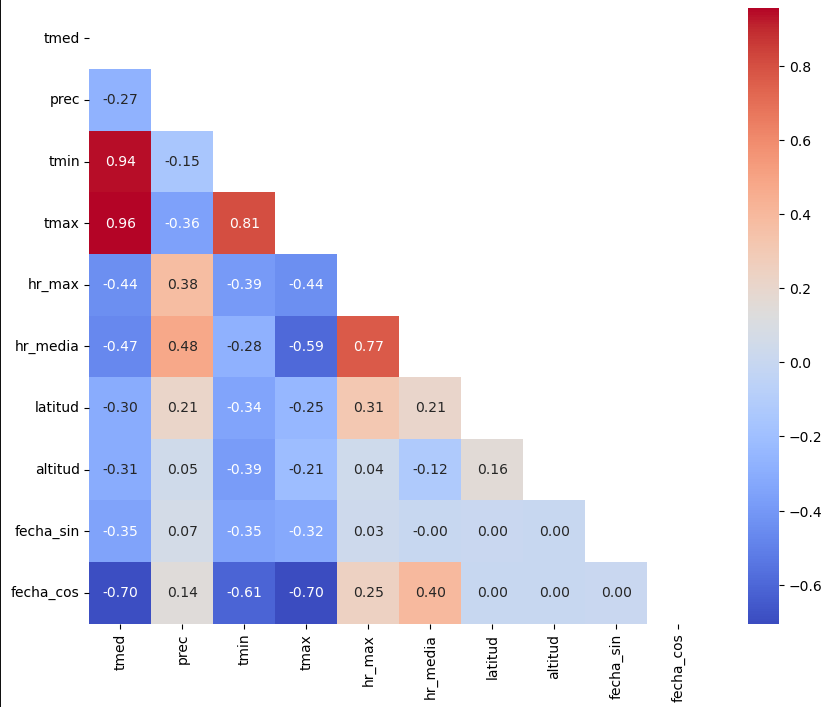 tmed
prec -0.27
tmin 0.94 -0.15
tmax 0.96 -0.36 0.81
hr_max -0.44 0.38 -0.39 -0.44
hr_media -0.47 0.48 -0.28 -0.59 0.77
latitud -0.30 0.21 -0.34 -0.25 0.31 0.21
altitud -0.31 0.05 -0.39 -0.21 0.04 -0.12 0.16
fecha_sin -0.35 0.07 -0.35 -0.32 0.03 -0.00 0.00 0.00
fecha_cos -0.70 0.14 -0.61 -0.70 0.25 0.40 0.00 0.00 0.00
tmed prec tmin tmax hr_max hr_media latitud altitud fecha_sin fecha_cos
0.8
0.6
0.4
0.2
0.0
−0.2
−0.4
−0.6